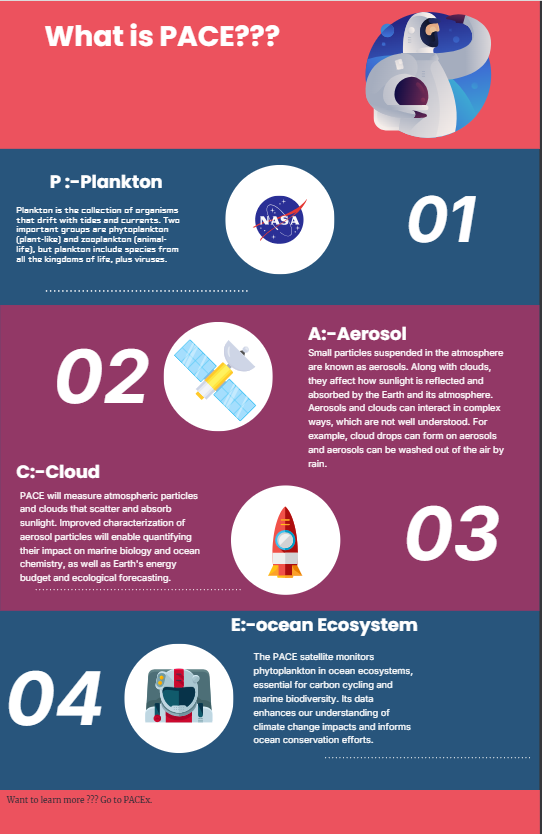 What is PACE???
P :-Plankton
Plankton is the collection of organisms
that drift with tides and currents. Two
important groups are phytoplankton
(plant-like) and zooplankton (animal-
life), but plankton include species from
all the kingdoms of life, plus viruses.
NASA
01
02
A:-Aerosol
Small particles suspended in the atmosphere
are known as aerosols. Along with clouds,
they affect how sunlight is reflected and
absorbed by the Earth and its atmosphere.
Aerosols and clouds can interact in complex
ways, which are not well understood. For
example, cloud drops can form on aerosols
and aerosols can be washed out of the air by
rain.
C:-Cloud
PACE will measure atmospheric particles
and clouds that scatter and absorb
sunlight. Improved characterization of
aerosol particles will enable quantifying
their impact on marine biology and ocean
chemistry, as well as Earth's energy
budget and ecological forecasting.
03
E:-ocean Ecosystem
04
The PACE satellite monitors
phytoplankton in ocean ecosystems,
essential for carbon cycling and
marine biodiversity. Its data
enhances our understanding of
climate change impacts and informs
ocean conservation efforts.
Want to learn more ??? Go to PACEx.